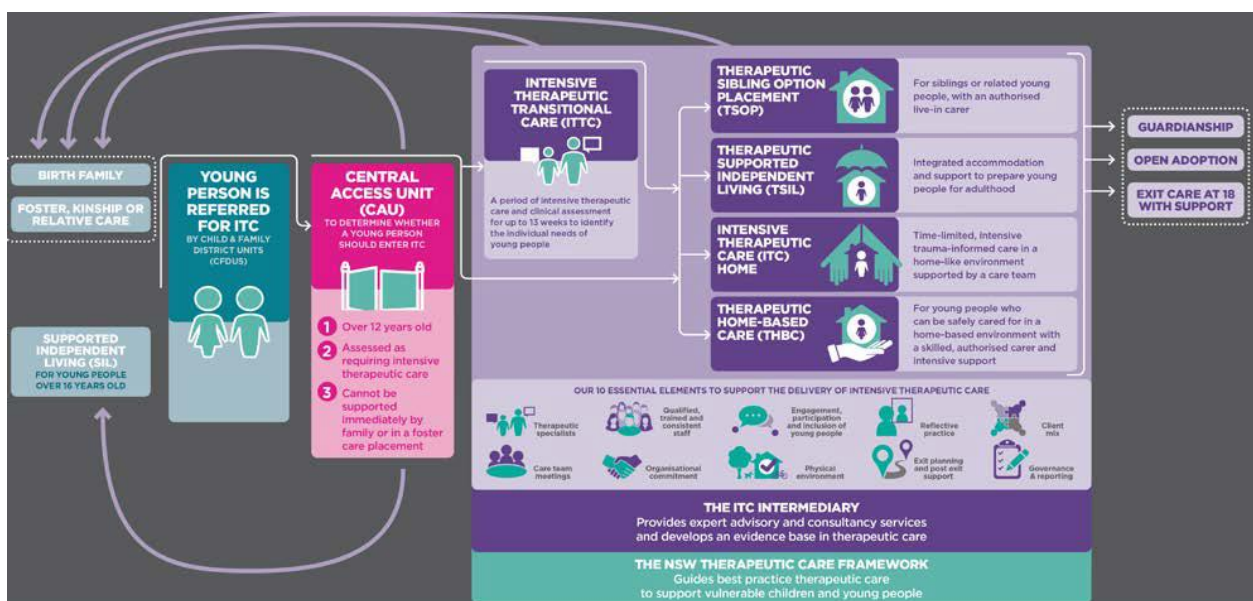 BIRTH FAMILY
FOSTER, KINSHIP OR
RELATIVE CARE
SUPPORTED
INDEPENDENT
LIVING (SIL)
FOR YOUNG PEOPLE
OVER 16 YEARS OLD
YOUNG
PERSON IS
REFERRED
FOR ITC
BY CHILD & FAMILY
DISTRICT UNITS
(CFDUS)
CENTRAL
ACCESS UNIT
(CAU)
TO DETERMINE WHETHER
A YOUNG PERSON
SHOULD ENTER ITC
1 Over 12 years old
2 Assessed as
requiring intensive
therapeutic care
3 Cannot be
supported
immediately by
family or in a foster
care placement
INTENSIVE
THERAPEUTIC
TRANSITIONAL
CARE (ITTC)
A period of intensive therapeutic
care and clinical assessment
for up to 13 weeks to identify
the individual needs of
young people
THERAPEUTIC
SIBLING OPTION
PLACEMENT
(TSOP)
For siblings or related young
people, with an authorised
live-in carer
THERAPEUTIC
SUPPORTED
INDEPENDENT
LIVING (TSIL)
Integrated accommodation
and support to prepare young
people for adulthood
INTENSIVE
THERAPEUTIC
CARE (ITC)
HOME
Time-limited, intensive
trauma-informed care in a
home-like environment
supported by a care team
THERAPEUTIC
HOME-BASED
CARE (THBC)
For young people who
can be safely cared for in a
home-based environment with
a skilled, authorised carer and
intensive support
GUARDIANSHIP
OPEN ADOPTION
EXIT CARE AT 18
WITH SUPPORT
OUR 10 ESSENTIAL ELEMENTS TO SUPPORT THE DELIVERY OF INTENSIVE THERAPEUTIC CARE
Therapeutic
specialists
Qualified,
trained and
consistent
staff
Engagement,
participation
and inclusion of
young people
Reflective
practice
Client
mix
Care team
meetings
Organisational
commitment
Physical
environment
Exit planning
and post exit
support
Governance
& reporting
THE ITC INTERMEDIARY
Provides expert advisory and consultancy services
and develops an evidence base in therapeutic care
THE NSW THERAPEUTIC CARE FRAMEWORK
Guides best practice therapeutic care
to support vulnerable children and young people